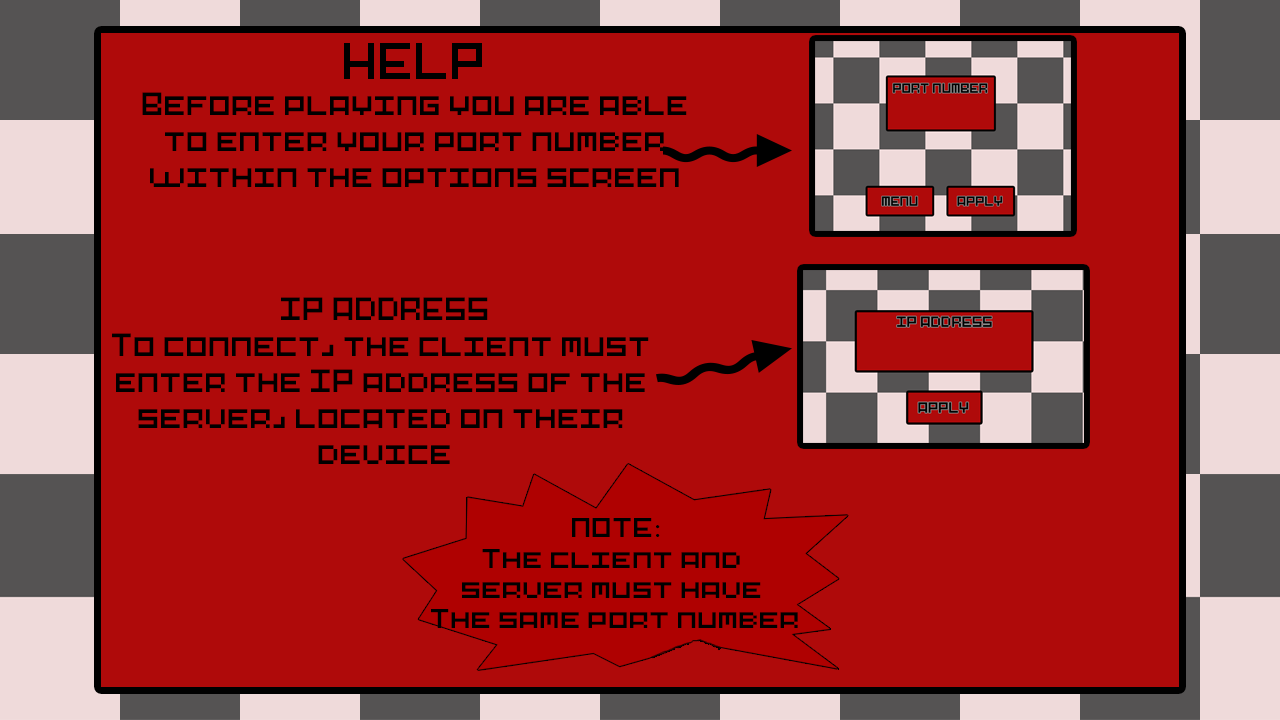 HELP
Before playing you are able
to enter your port number
within the options screen
PORT NUMBER
MENU
APPLY
IP ADDRESS
To connect, the client must
enter the IP address of the
server, located on their
device
IP ADDRESS
APPLY
NOTE:
The client and
server must have
The same port number